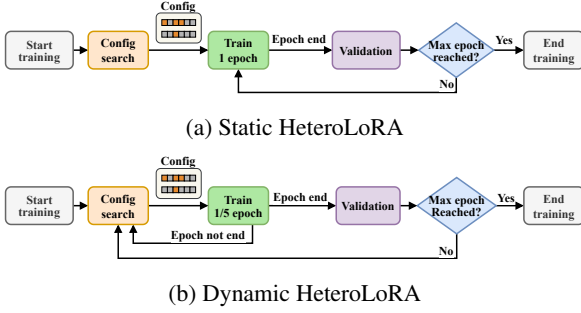 Config
Start
training
Config
search
Train
1 epoch
Epoch end
Validation
Max epoch
reached?
Yes
End
training
No
(a) Static HeteroLoRA
Config
Start
training
Config
search
Train
1/5 epoch
Epoch end
Validation
Max epoch
Reached?
Yes
End
training
Epoch not end
No
(b) Dynamic HeteroLoRA